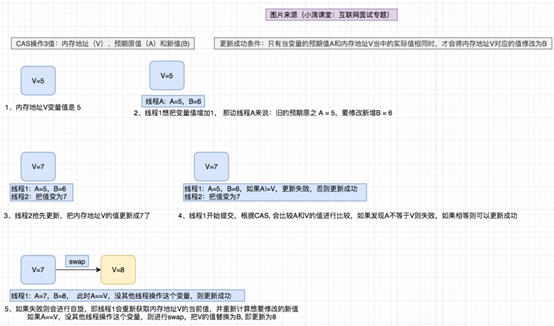 图片来源（小滴课堂：互联网面试专题）
CAS操作3值：内存地址（V）、预期原值（A）和新值(B)
更新成功条件：只有当变量的预期值A和内存地址V当中的实际值相同时，才会将内存地址V对应的值修改为B
V=5
V=5
线程A: A=5，B=6
1、内存地址V变量值是 5
2、线程1想把变量值增加1， 那边线程A来说：旧的预期原之 A = 5，要修改新增B = 6
V=7
V=7
线程1：A=5，B=6
线程2：把值变为7
线程1：A=5，B=6，如果A!=V，更新失败，否则更新成功
线程2：把值变为7
3、线程2抢先更新，把内存地址V的值更新成7了
4、线程1开始提交，根据CAS, 会比较A和V的值进行比较，如果发现A不等于V则失败，如果相等则可以更新成功
V=7
swap
V=8
线程1：A=7，B=8， 此时A==V，没其他线程操作这个变量，则更新成功
5、如果失败则会进行自旋，即线程1会重新获取内存地址V的当前值，并重新计算想要修改的新值
如果A==V，没其他线程操作这个变量，则进行swap，把V的值替换为B, 即更新为8